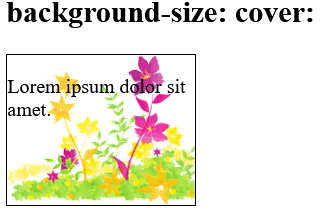 background-size: cover:
Lorem ipsum dolor sit
amet.